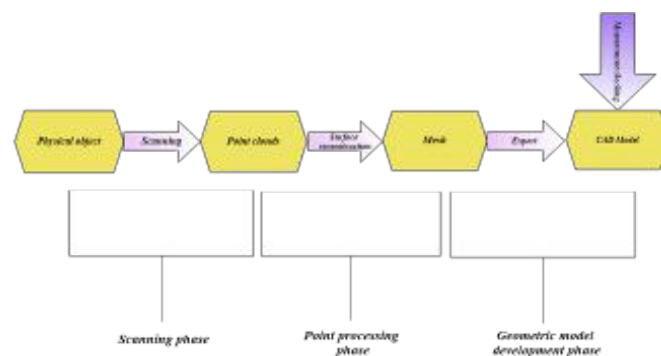 Physical object
Scanning
Point clouds
Surface
reconstruction
Mesh
Export
CAD Model
Scanning phase
Point processing
phase
Geometric model
development phase